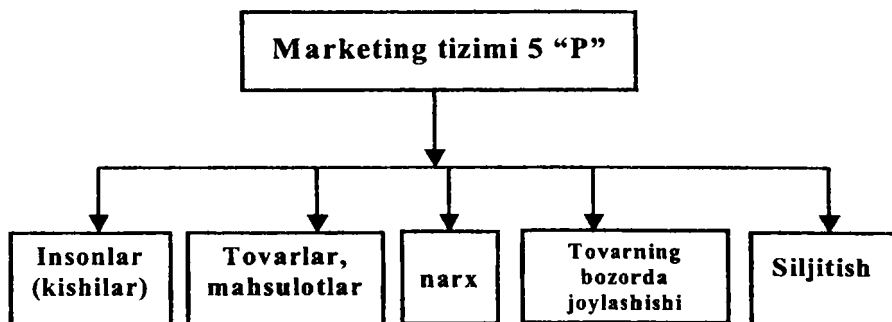 Marketing tizimi 5 “P”
Insonlar
(kishilar)
Tovarlar,
mahsulotlar
narx
Tovarning
bozorda
joylashishi
Siljitish